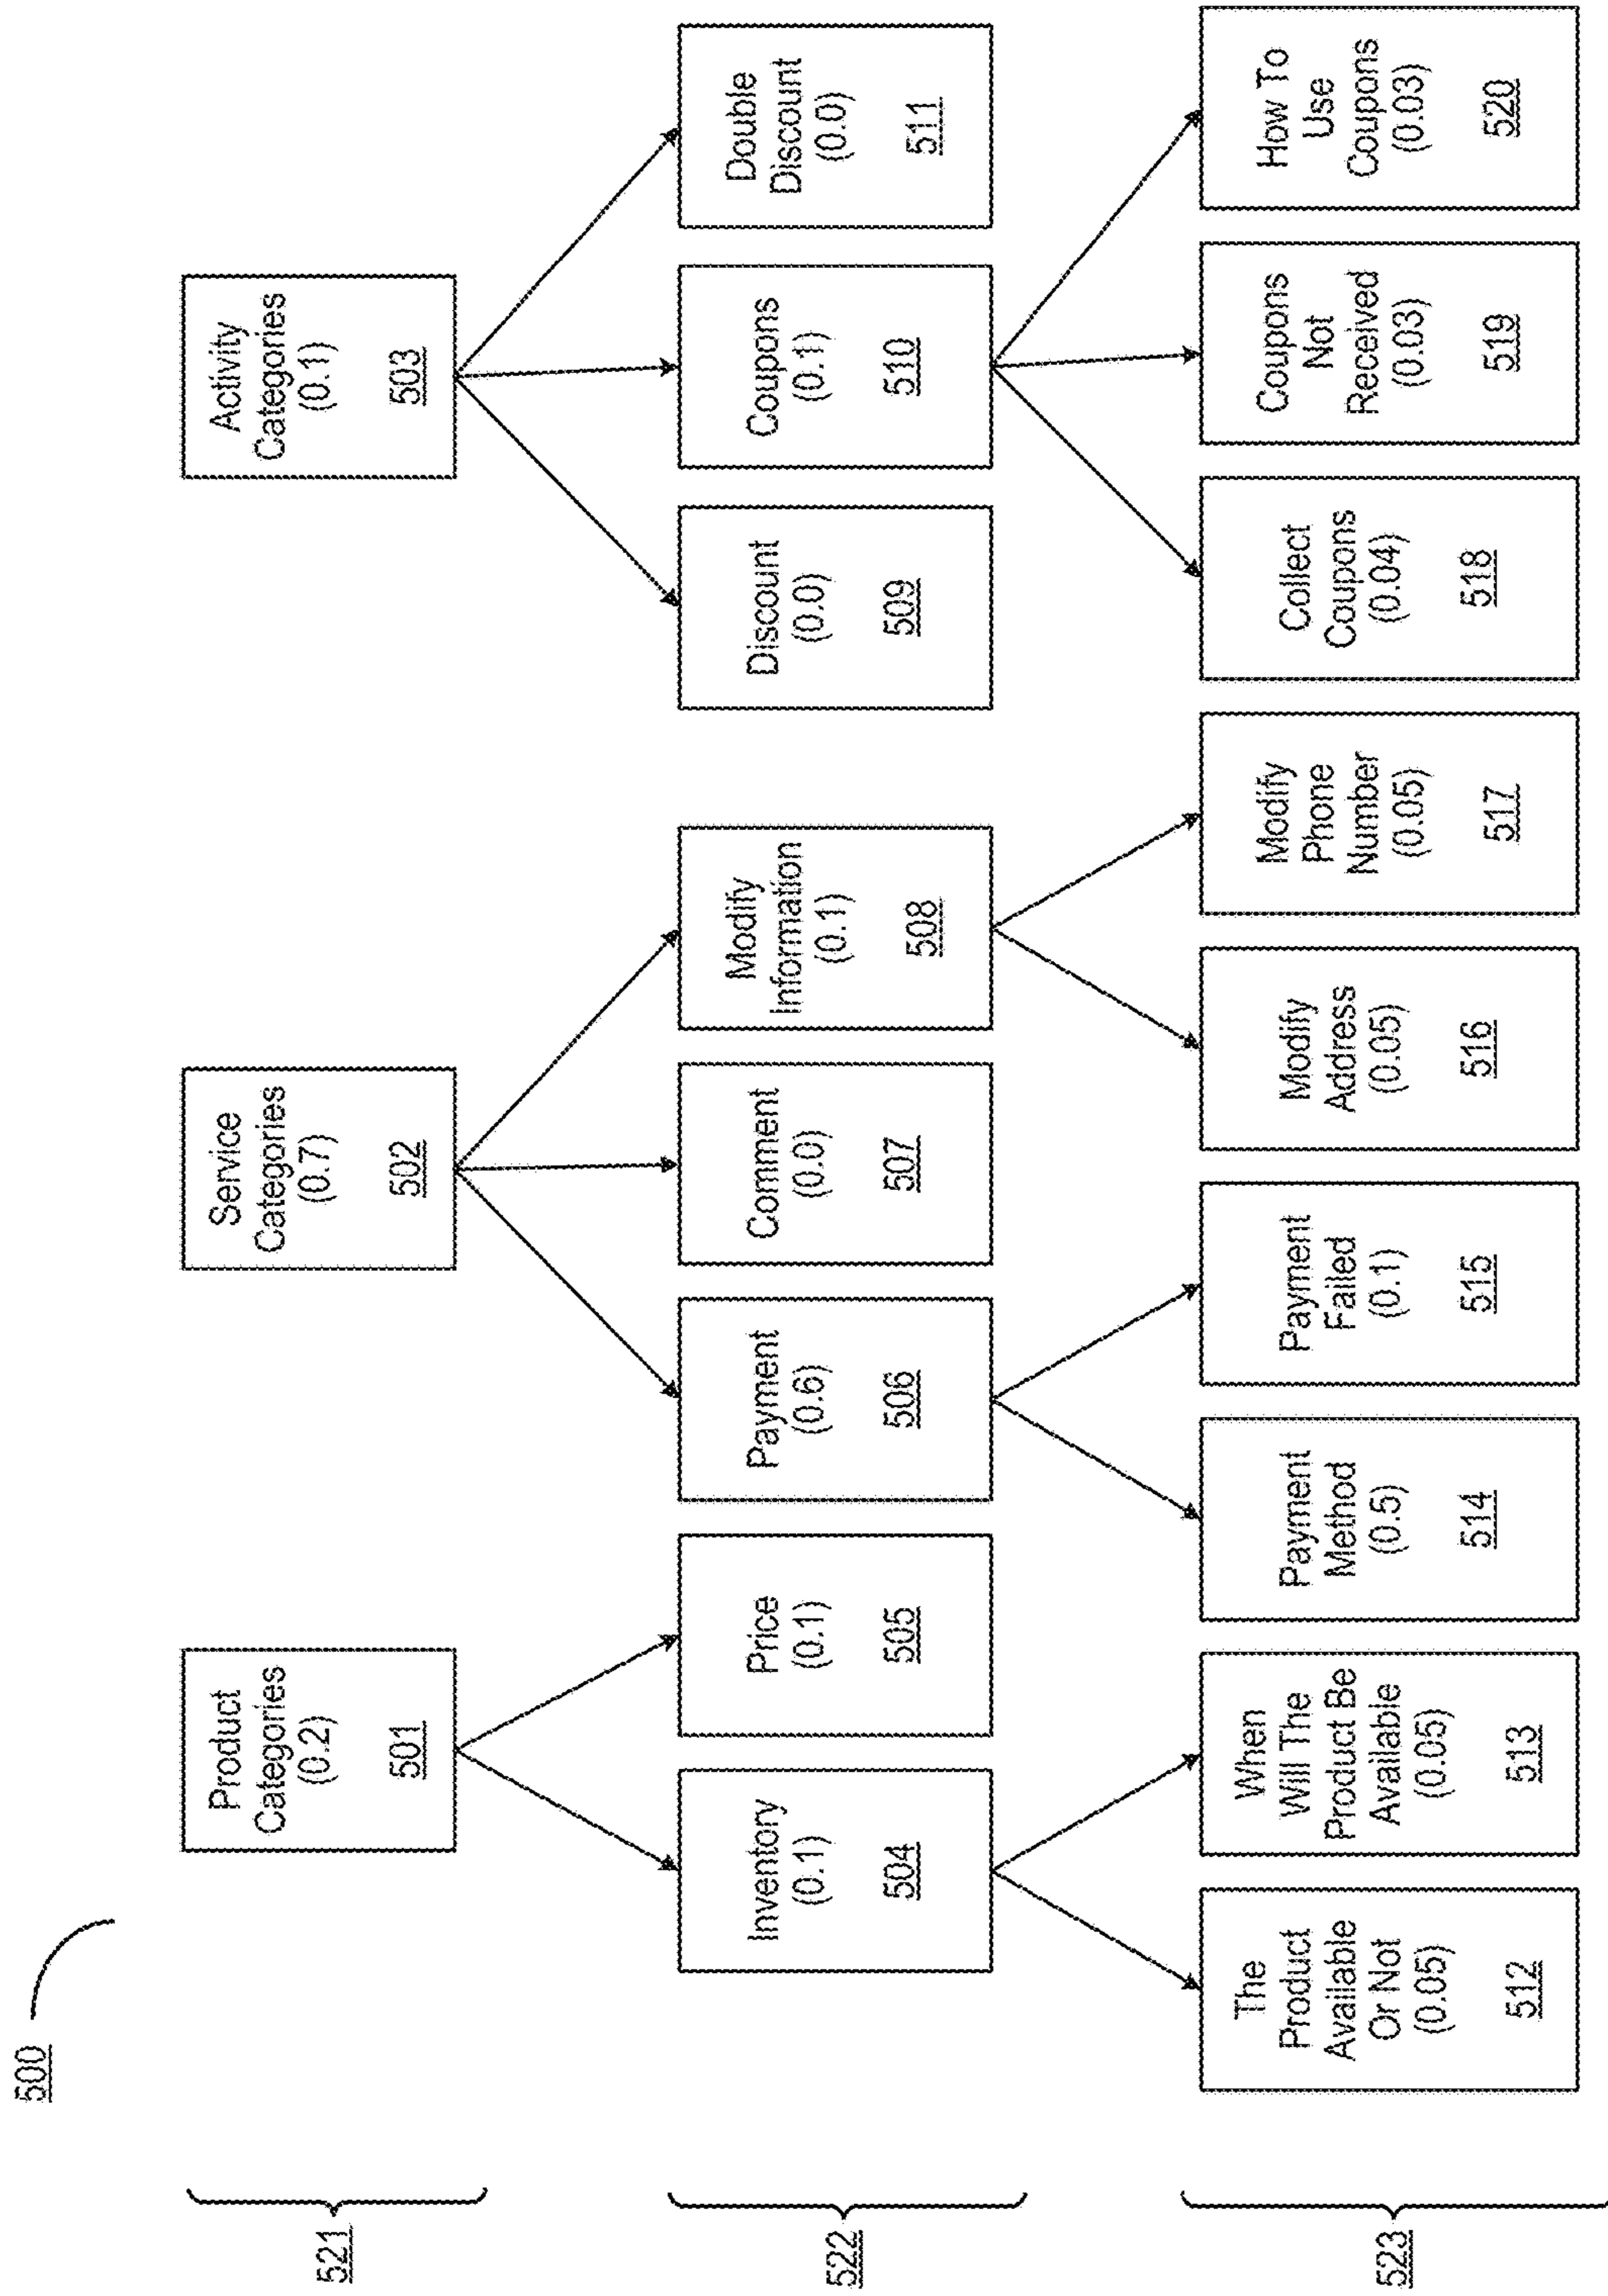 500
521
Product
Categories
(0.2)
501
Service
Categories
(0.7)
502
Activity
Categories
(0.1)
503
522
Inventory
(0.1)
504
Price
(0.1)
505
Payment
(0.6)
506
Comment
(0.0)
507
Modify
Information
(0.1)
508
Discount
(0.0)
509
Coupons
(0.1)
510
Double
Discount
(0.0)
511
523
The
Product
Available
Or Not
(0.05)
512
When
Will The
Product Be
Available
(0.05)
513
Payment
Method
(0.5)
514
Payment
Failed
(0.1)
515
Modify
Address
(0.05)
516
Modify
Phone
Number
(0.05)
517
Collect
Coupons
(0.04)
518
Coupons
Not
Received
(0.03)
519
How To
Use
Coupons
(0.03)
520